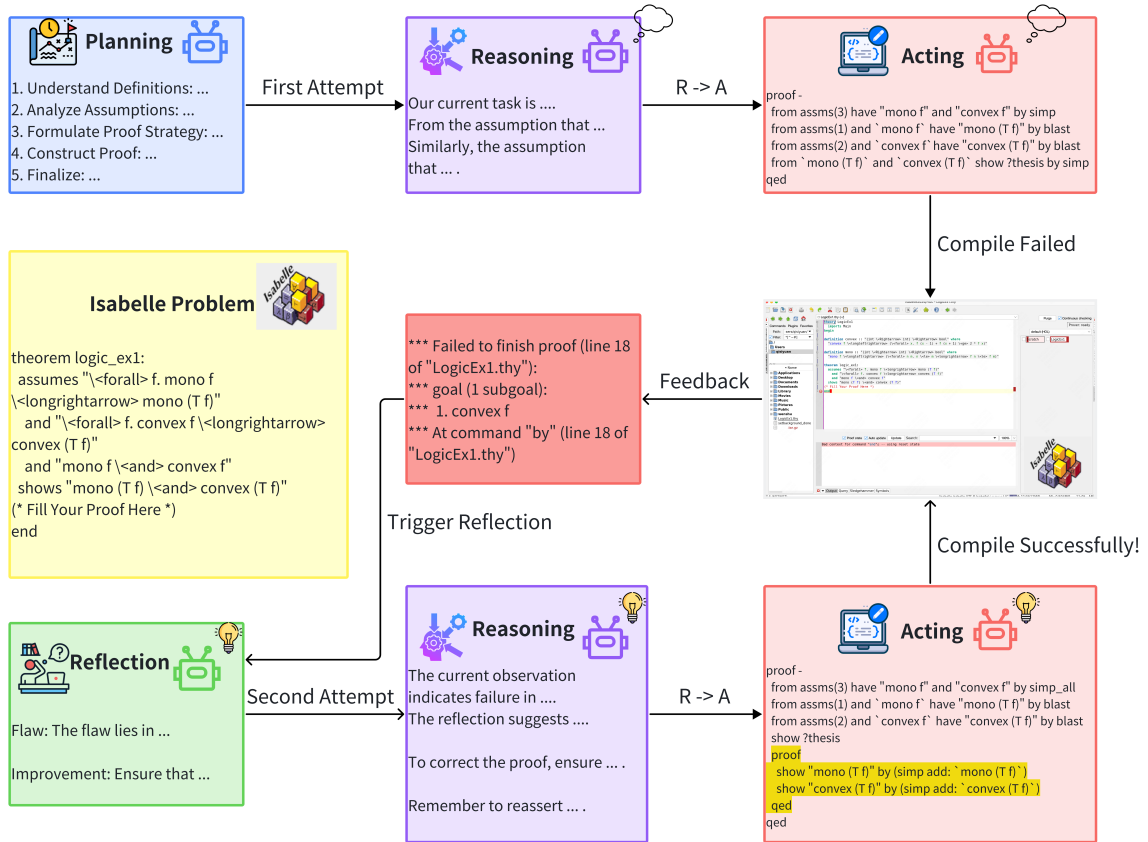 Planning
1. Understand Definitions: ...
2. Analyze Assumptions: ...
3. Formulate Proof Strategy: ...
4. Construct Proof: ...
5. Finalize: ...
First Attempt
Reasoning
Our current task is ....
From the assumption that ...
Similarly, the assumption
that ... .
R -> A
Acting
proof -
from assms(3) have "mono f" and "convex f" by simp
from assms(1) and `mono f` have "mono (T f)" by blast
from assms(2) and `convex f`have "convex (T f)" by blast
from `mono (T f)` and `convex (T f)` show ?thesis by simp
qed
Compile Failed
Isabelle Problem
Isabelle
theorem logic_ex1:
assumes "\<forall> f. mono f
\<longrightarrow> mono (T f)"
and "\<forall> f. convex f \<longrightarrow>
convex (T f)"
and "mono f \<and> convex f"
shows "mono (T f) \<and> convex (T f)"
(* Fill Your Proof Here *)
end
*** Failed to finish proof (line 18
of "LogicEx1.thy"):
*** goal (1 subgoal):
*** 1. convex f
*** At command "by" (line 18 of
"LogicEx1.thy")
Feedback
Isabelle
Trigger Reflection
Compile Successfully!
Reflection
Flaw: The flaw lies in ...
Improvement: Ensure that ...
Second Attempt
Reasoning
The current observation
indicates failure in ....
The reflection suggests ....
To correct the proof, ensure ... .
Remember to reassert ... .
R -> A
Acting
proof -
from assms(3) have "mono f" and "convex f" by simp_all
from assms(1) and `mono f` have "mono (T f)" by blast
from assms(2) and `convex f` have "convex (T f)" by blast
show ?thesis
proof
show "mono (T f)" by (simp add: `mono (T f)`)
show "convex (T f)" by (simp add: `convex (T f)`)
qed
qed